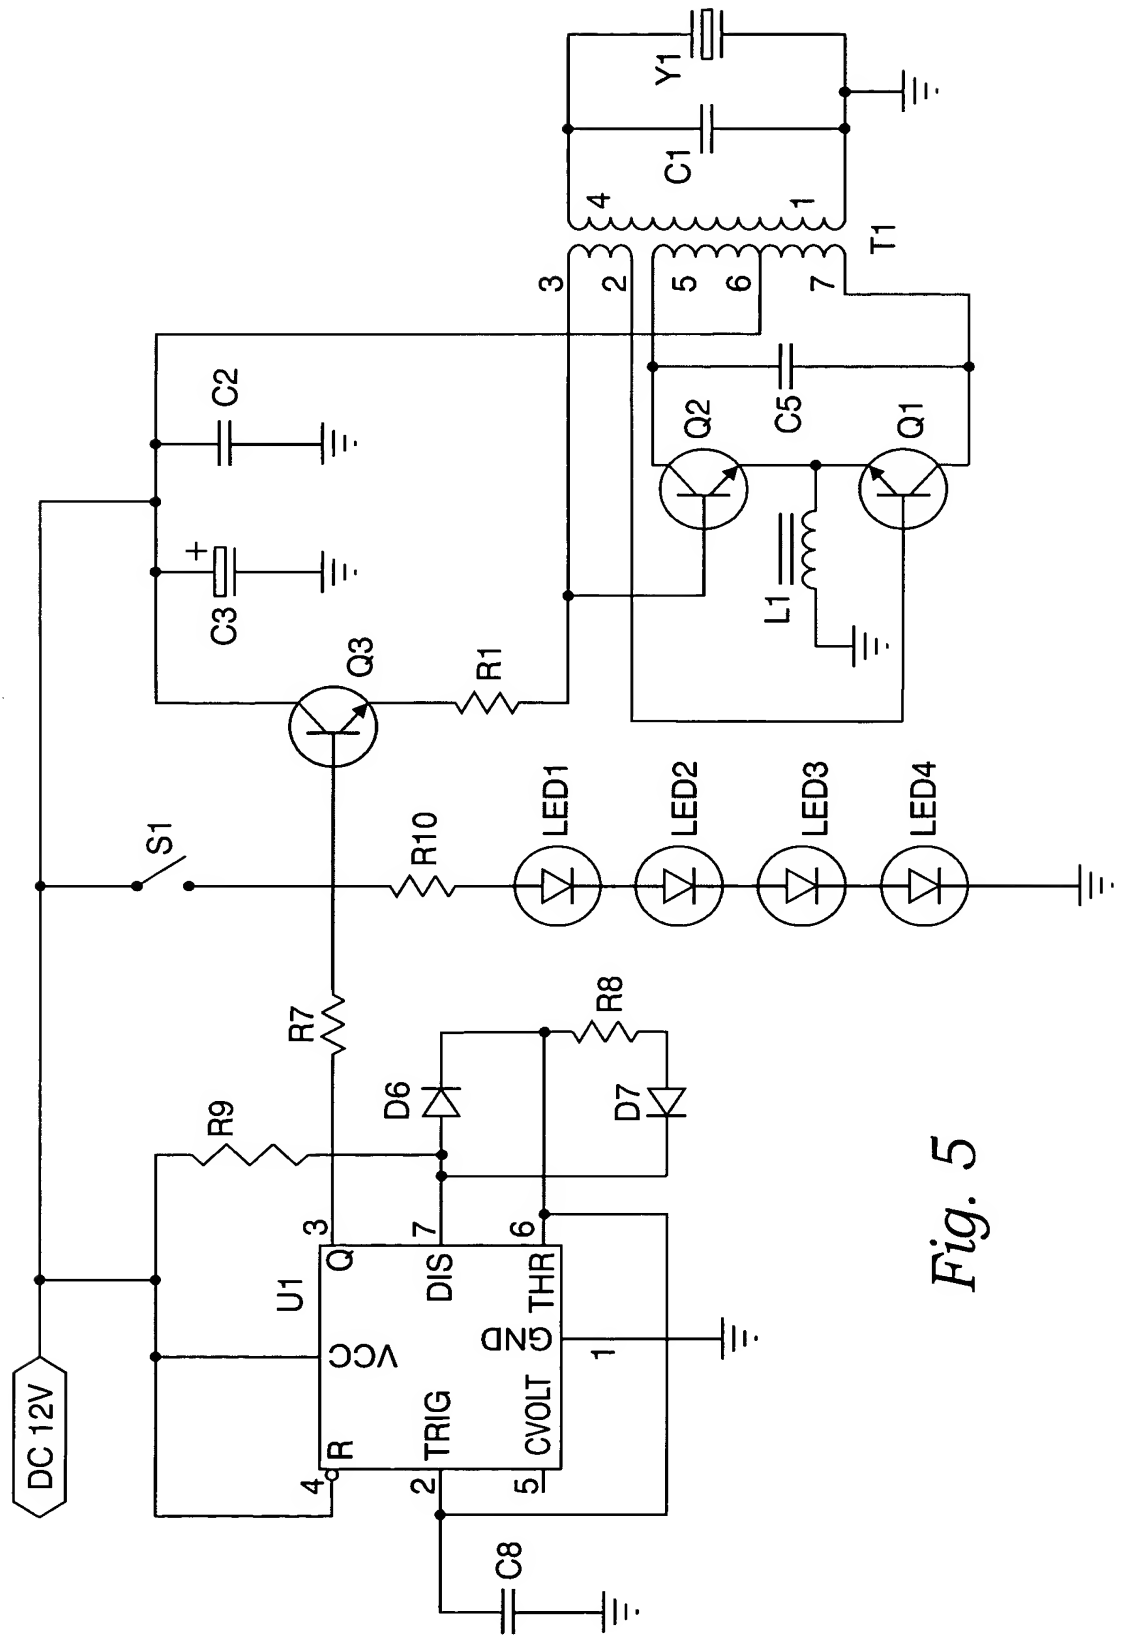 DC 12V
S1
C3
+
C2
Q3
R1
R10
R7
R9
U1
4
R
VCC
3
Q
2
TRIG
7
DIS
5
CVOLT
GND
1
6
THR
C8
D6
D7
R8
LED1
LED2
LED3
LED4
3
2
5
6
7
4
1
T1
C1
Y1
Q2
C5
Q1
L1
Fig. 5